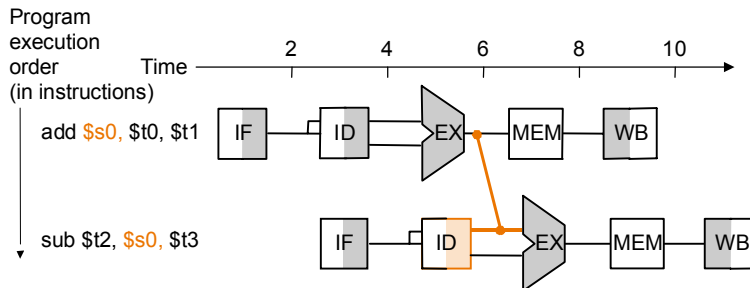 Program
execution
order
(in instructions)
Time
2 4 6 8 10
add $s0, $t0, $t1
IF ID EX MEM WB
sub $t2, $s0, $t3
IF ID EX MEM WB